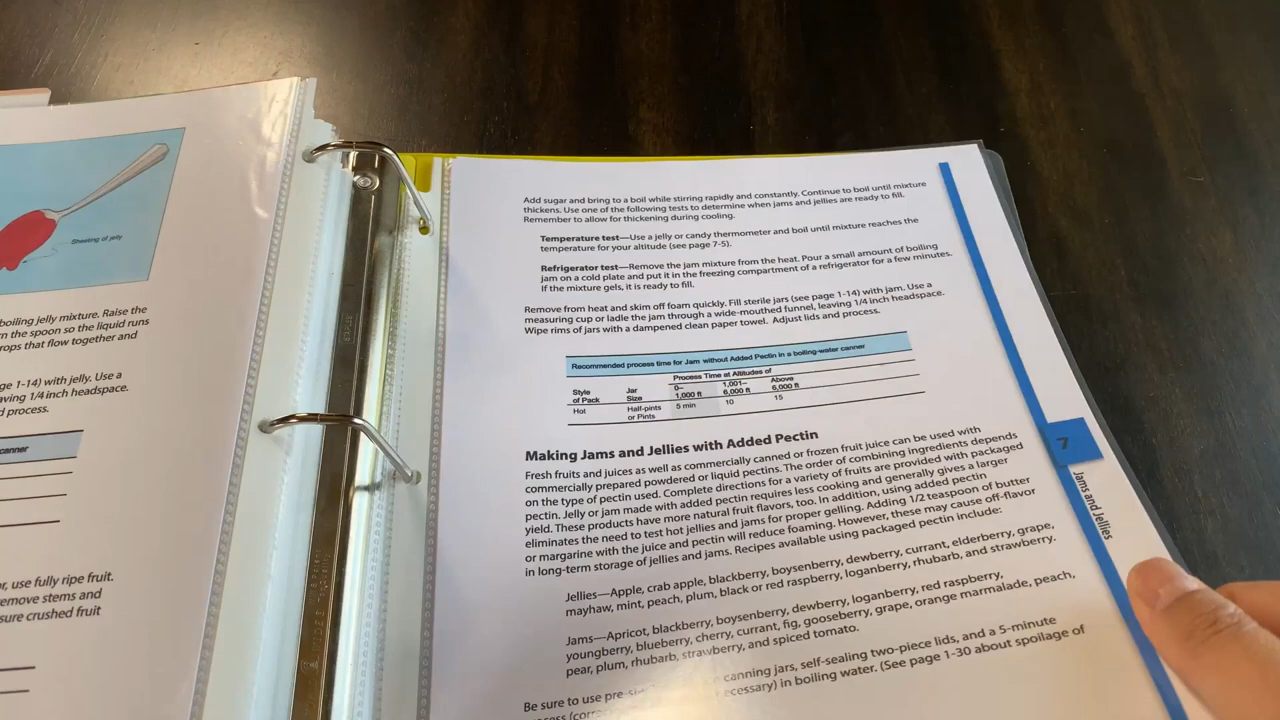 Sheeting of jelly
boiling jelly mixture. Raise the
n the spoon so the liquid runs
rops that flow together and
ge 1-14) with jelly. Use a
aving 1/4 inch headspace.
d process.
canner
r, use fully ripe fruit.
emove stems and
sure crushed fruit
Add sugar and bring to a boil while stirring rapidly and constantly. Continue to boil until mixture
thickens. Use one of the following tests to determine when jams and jellies are ready to fill.
Remember to allow for thickening during cooling.
Temperature test—Use a jelly or candy thermometer and boil until mixture reaches the
temperature for your altitude (see page 7-5).
Refrigerator test—Remove the jam mixture from the heat. Pour a small amount of boiling
jam on a cold plate and put it in the freezing compartment of a refrigerator for a few minutes.
If the mixture gels, it is ready to fill.
Remove from heat and skim off foam quickly. Fill sterile jars (see page 1-14) with jam. Use a
measuring cup or ladle the jam through a wide-mouthed funnel, leaving 1/4 inch headspace.
Wipe rims of jars with a dampened clean paper towel. Adjust lids and process.
Recommended process time for Jam without Added Pectin in a boiling-water canner
Process Time at Altitudes of
Style of Pack Jar Size 0–1,000 ft 1,001–6,000 ft Above 6,000 ft
Hot Half-pints or Pints 5 min 10 15
Making Jams and Jellies with Added Pectin
Fresh fruits and juices as well as commercially canned or frozen fruit juice can be used with
commercially prepared powdered or liquid pectins. The order of combining ingredients depends
on the type of pectin used. Complete directions for a variety of fruits are provided with packaged
pectin. Jelly or jam made with added pectin requires less cooking and generally gives a larger
yield. These products have more natural fruit flavors, too. In addition, using added pectin
eliminates the need to test hot jellies and jams for proper gelling. Adding 1/2 teaspoon of butter
or margarine with the juice and pectin will reduce foaming. However, these may cause off-flavor
in long-term storage of jellies and jams. Recipes available using packaged pectin include:
Jellies—Apple, crab apple, blackberry, boysenberry, dewberry, currant, elderberry, grape,
mayhaw, mint, peach, plum, black or red raspberry, loganberry, rhubarb, and strawberry.
Jams—Apricot, blackberry, boysenberry, dewberry, loganberry, red raspberry,
youngberry, blueberry, cherry, currant, fig, gooseberry, grape, orange marmalade, peach,
pear, plum, rhubarb, strawberry, and spiced tomato.
Be sure to use canning jars, self-sealing two-piece lids, and a 5-minute
in boiling water. (See page 1-30 about spoilage of
7
Jams and Jellies